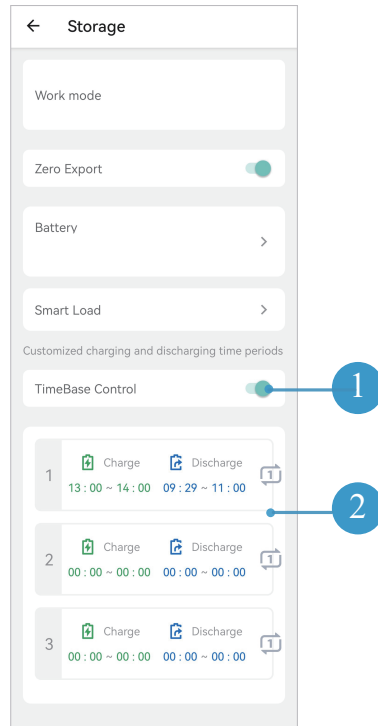 Storage
Work mode
Zero Export
Battery
Smart Load
Customized charging and discharging time periods
TimeBase Control
1
1
Charge
Discharge
13 : 00 ~ 14 : 00
09 : 29 ~ 11 : 00
1
2
2
Charge
Discharge
00 : 00 ~ 00 : 00
00 : 00 ~ 00 : 00
1
3
Charge
Discharge
00 : 00 ~ 00 : 00
00 : 00 ~ 00 : 00
1